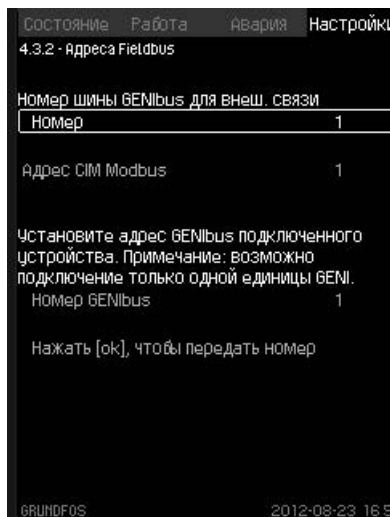 Состояние Работа Авария Настройки
4.3.2 - Адреса Fieldbus
Номер шины GENIbus для внеш. связи
Номер 1
Адрес CIM Modbus 1
Установите адрес GENIbus подключенного
устройства. Примечание: возможно
подключение только одной единицы GENI.
Номер GENIbus 1
Нажать [ok], чтобы передать номер
GRUNDFOS 2012-08-23 16:5